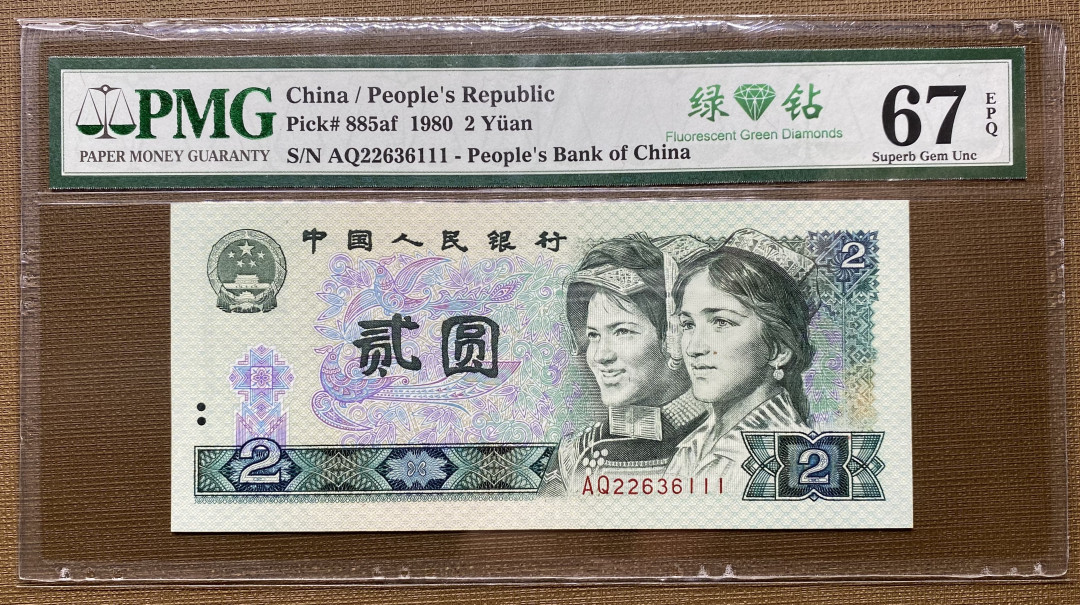 PMG
PAPER MONEY GUARANTY
China / People's Republic
Pick# 885af 1980 2 Yüan
S/N AQ22636111 - People's Bank of China
绿钻
Fluorescent Green Diamonds
67
EPQ
Superb Gem Unc
中国人民银行
2
贰圆
2
2
AQ22636111